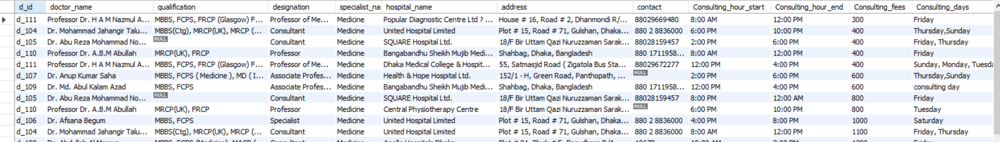 d_id doctor_name qualification designation specialist_na hospital_name address contact Consulting_hour_start Consulting_hour_end Consulting_fees Consulting_days
d_111 Professor Dr. H A M Nazmul A... MBBS, FCPS, FRCP (Glasgow) F... Professor of Me... Medicine Popular Diagnostic Centre Ltd ? ... House # 16, Road # 2, Dhanmondi R/... 88029669480 8:00 AM 12:00 PM 300 Friday
d_104 Dr. Mohammad Jahangir Talu... MBBS(Ctg), MRCP(UK), MRCP (... Consultant Medicine United Hospital Limited Plot # 15, Road # 71, Gulshan, Dhaka... 880 2 8836000 6:00 PM 10:00 PM 400 Thursday,Sunday
d_105 Dr. Abu Reza Mohammad No... NULL Consultant Medicine SQUARE Hospital Ltd. 18/F Bir Uttam Qazi Nuruzzaman Sarak... 88028159457 2:00 PM 6:00 PM 400 Friday, Thursday
d_110 Professor Dr. A.B.M Abullah MRCP(UK), FRCP Professor Medicine Bangabandhu Sheikh Mujib Medi... Shahbag, Dhaka, Bangladesh 880 1711958... 8:00 AM 12:00 PM 400 Friday
d_111 Professor Dr. H A M Nazmul A... MBBS, FCPS, FRCP (Glasgow) F... Professor of Me... Medicine Dhaka Medical College & Hospit... 55, Satmasjid Road ( Zigatola Bus Sta... 88029672277 12:00 PM 4:00 PM 400 Sunday, Monday, Tuesda
d_107 Dr. Anup Kumar Saha MBBS, FCPS ( Medicine ), MD ( I... Associate Profes... Medicine Health & Hope Hospital Ltd. 152/1 - H, Green Road, Panthopath, ... NULL 2:00 PM 6:00 PM 600 Thursday,Sunday
d_109 Dr. Md. Abul Kalam Azad MBBS, FCPS Associate Profes... Medicine Bangabandhu Sheikh Mujib Medi... Shahbag, Dhaka, Bangladesh 880 1711958... 12:00 PM 4:00 PM 600 consulting day
d_105 Dr. Abu Reza Mohammad No... NULL Consultant Medicine SQUARE Hospital Ltd. 18/F Bir Uttam Qazi Nuruzzaman Sarak... 88028159457 8:00 PM 12:00 AM 800 Friday
d_110 Professor Dr. A.B.M Abullah MRCP(UK), FRCP Professor Medicine Central Physiotherapy Centre 18/F Bir Uttam Qazi Nuruzzaman Sarak... NULL 6:00 PM 10:00 PM 800 Tuesday
d_106 Dr. Afsana Begum MBBS, FCPS Specialist Medicine United Hospital Limited Plot # 15, Road # 71, Gulshan, Dhaka... 880 2 8836000 4:00 PM 8:00 PM 1000 Saturday
d_104 Dr. Mohammad Jahangir Talu... MBBS(Ctg), MRCP(UK), MRCP (... Consultant Medicine United Hospital Limited Plot # 15, Road # 71, Gulshan, Dhaka... 880 2 8836000 8:00 AM 12:00 PM 1100 Friday, Thursday